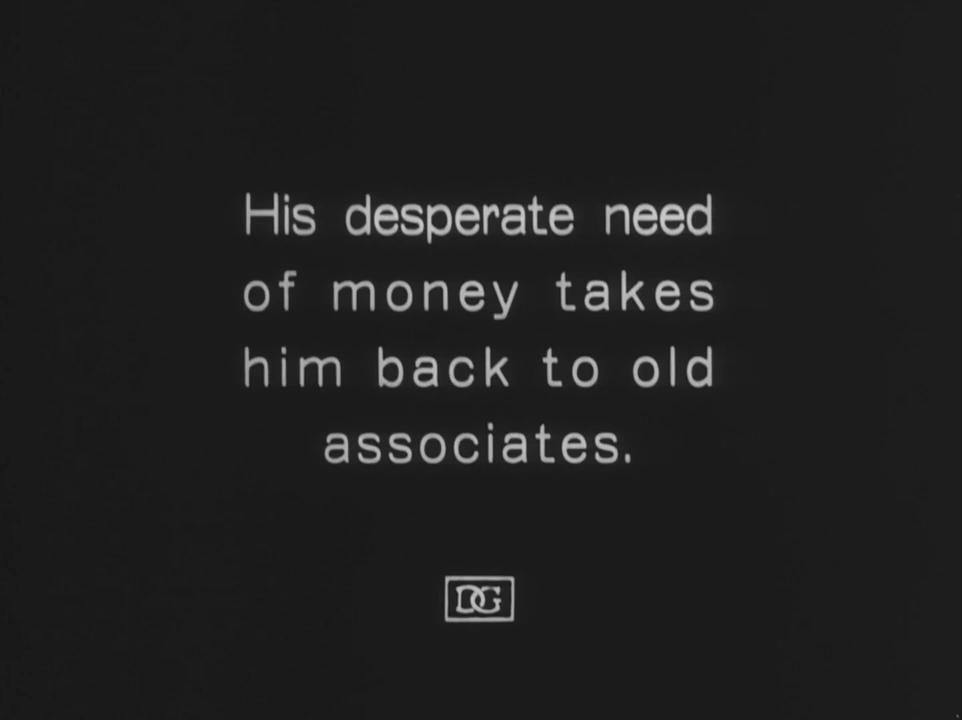 His desperate need
of money takes
him back to old
associates.
DG